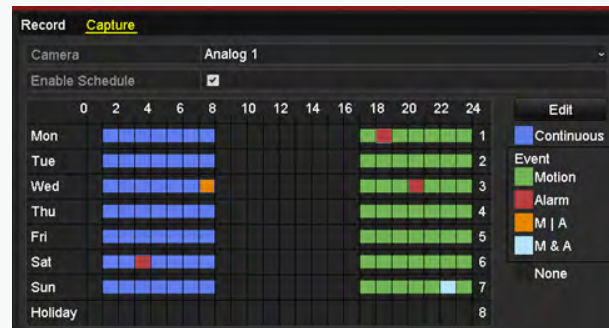 Record Capture
Camera Analog 1
Enable Schedule
0 2 4 6 8 10 12 14 16 18 20 22 24 Edit
Mon 1 Continuous
Tue 2 Event
Wed 3 Motion
Thu 4 Alarm
Fri 5 M | A
Sat 6 M & A
Sun 7 None
Holiday 8